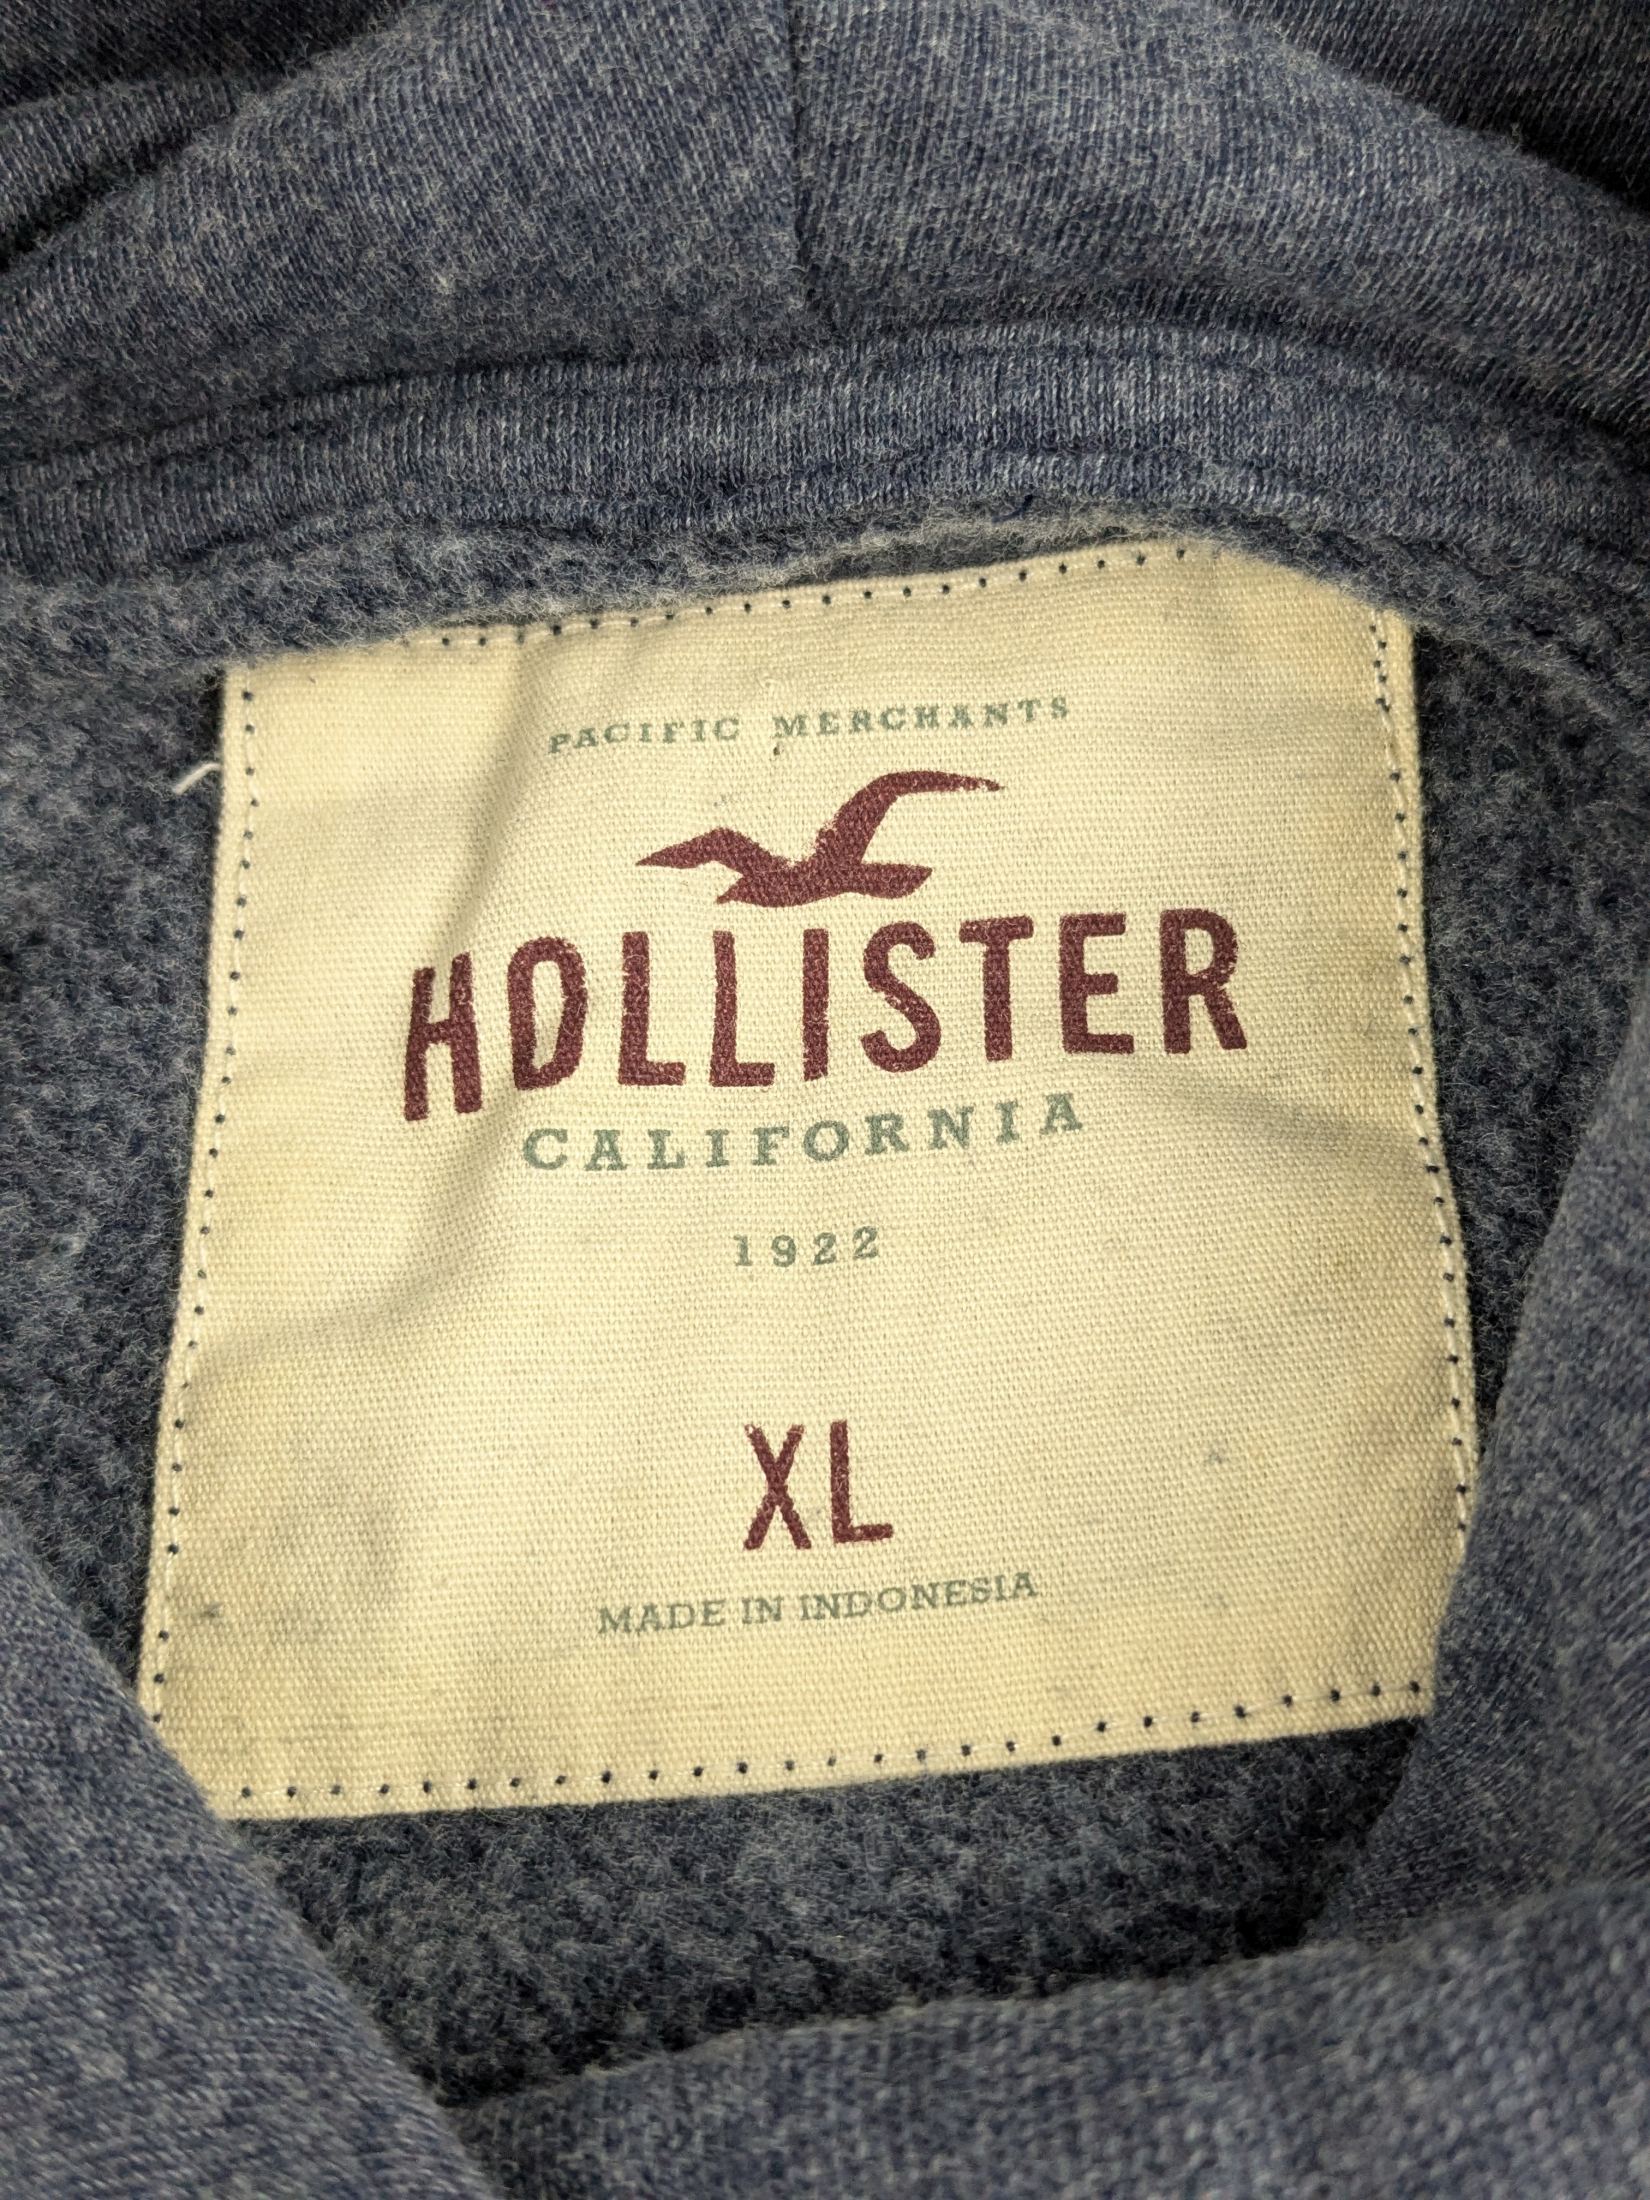 PACIFIC MERCHANTS
HOLLISTER
CALIFORNIA
1922
XL
MADE IN INDONESIA